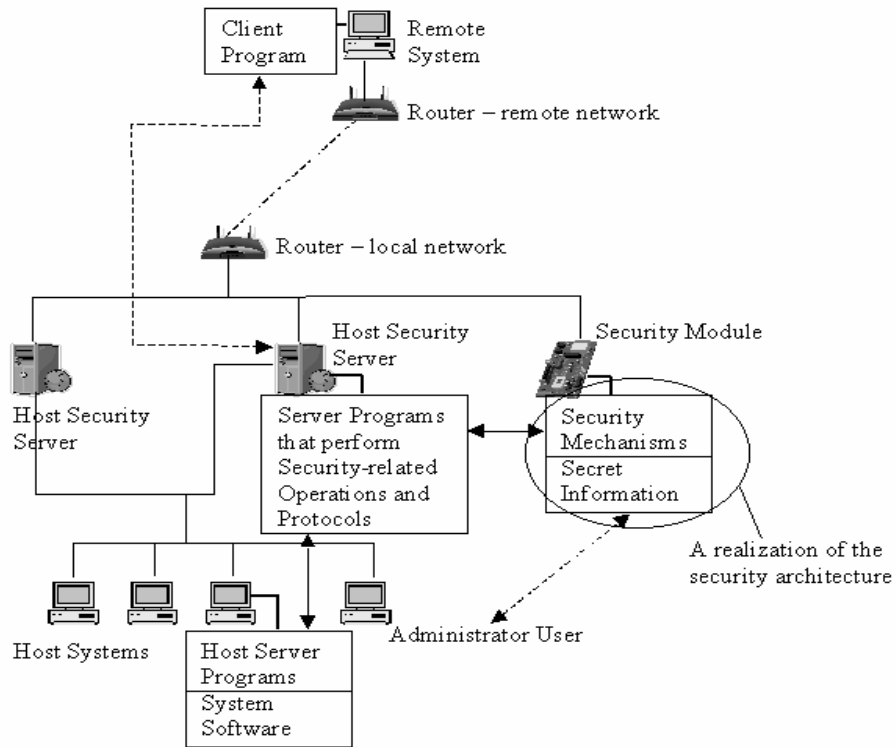 Client
Program
Remote
System
Router – remote network
Router – local network
Host Security
Server
Security Module
Host Security
Server
Server Programs
that perform
Security-related
Operations and
Protocols
Security
Mechanisms
Secret
Information
A realization of the
security architecture
Host Systems
Administrator User
Host Server
Programs
System
Software